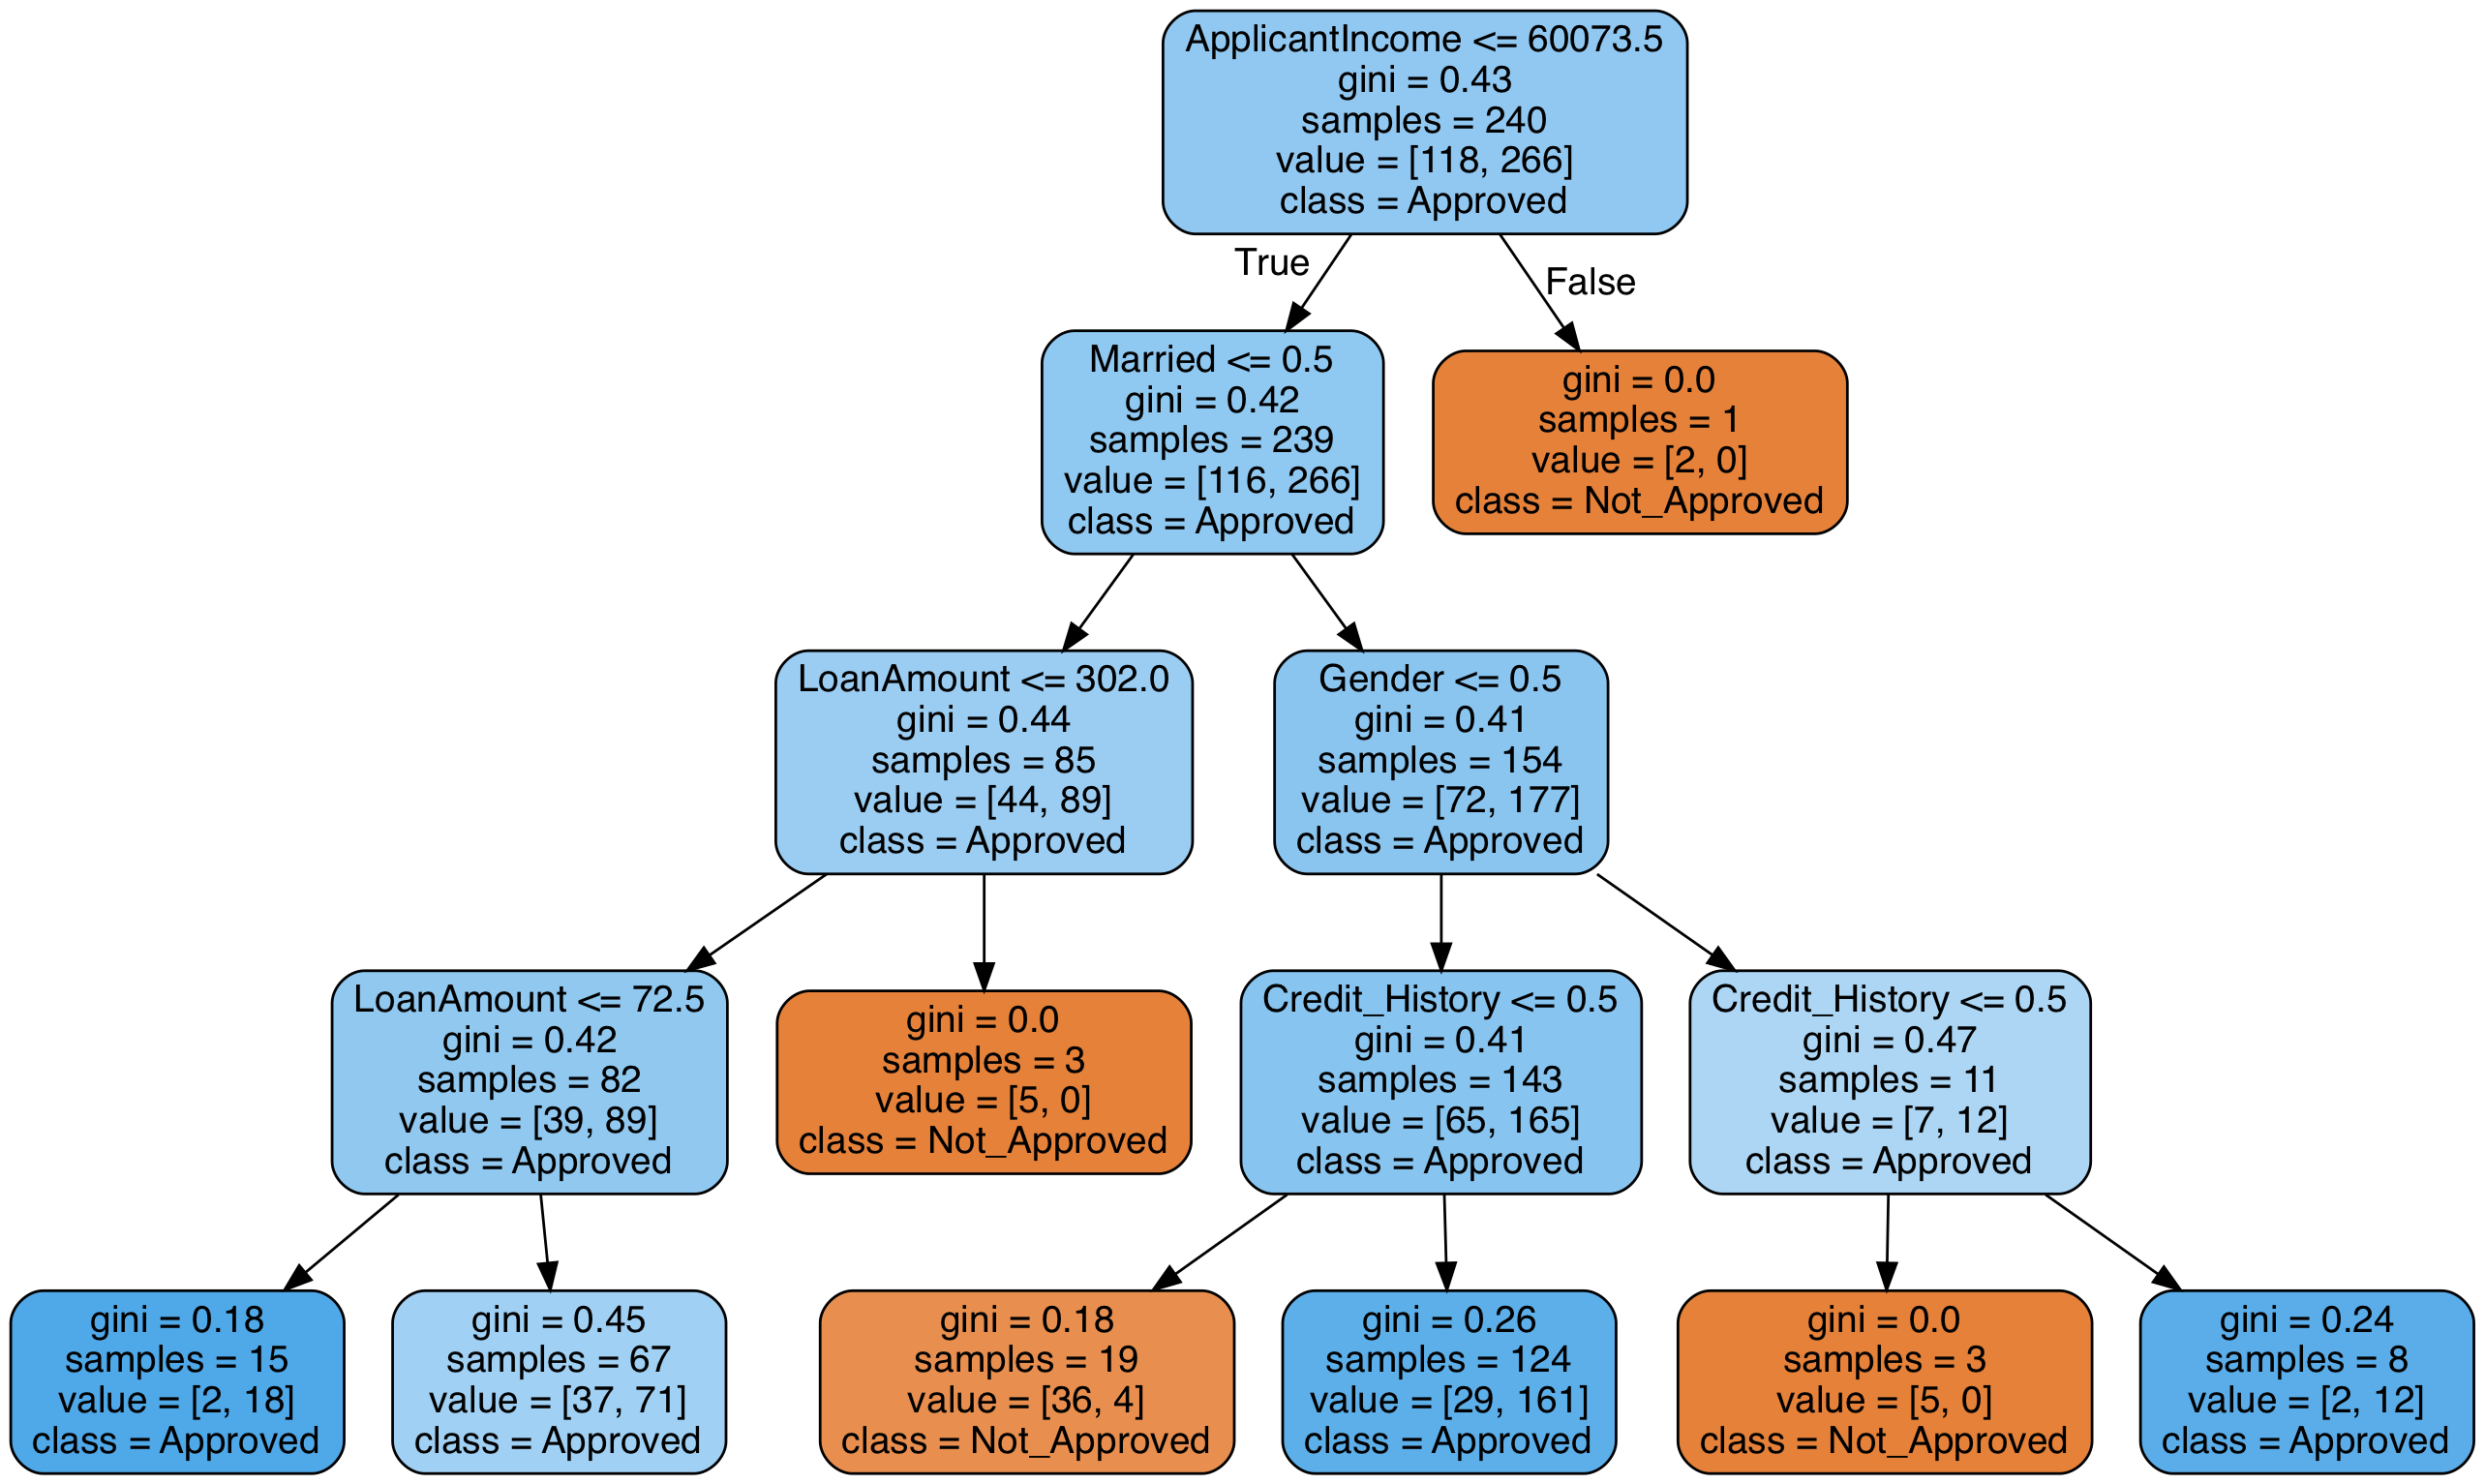 ApplicantIncome <= 60073.5
gini = 0.43
samples = 240
value = [118, 266]
class = Approved
True
False
Married <= 0.5
gini = 0.42
samples = 239
value = [116, 266]
class = Approved
gini = 0.0
samples = 1
value = [2, 0]
class = Not_Approved
LoanAmount <= 302.0
gini = 0.44
samples = 85
value = [44, 89]
class = Approved
Gender <= 0.5
gini = 0.41
samples = 154
value = [72, 177]
class = Approved
LoanAmount <= 72.5
gini = 0.42
samples = 82
value = [39, 89]
class = Approved
gini = 0.0
samples = 3
value = [5, 0]
class = Not_Approved
Credit_History <= 0.5
gini = 0.41
samples = 143
value = [65, 165]
class = Approved
Credit_History <= 0.5
gini = 0.47
samples = 11
value = [7, 12]
class = Approved
gini = 0.18
samples = 15
value = [2, 18]
class = Approved
gini = 0.45
samples = 67
value = [37, 71]
class = Approved
gini = 0.18
samples = 19
value = [36, 4]
class = Not_Approved
gini = 0.26
samples = 124
value = [29, 161]
class = Approved
gini = 0.0
samples = 3
value = [5, 0]
class = Not_Approved
gini = 0.24
samples = 8
value = [2, 12]
class = Approved